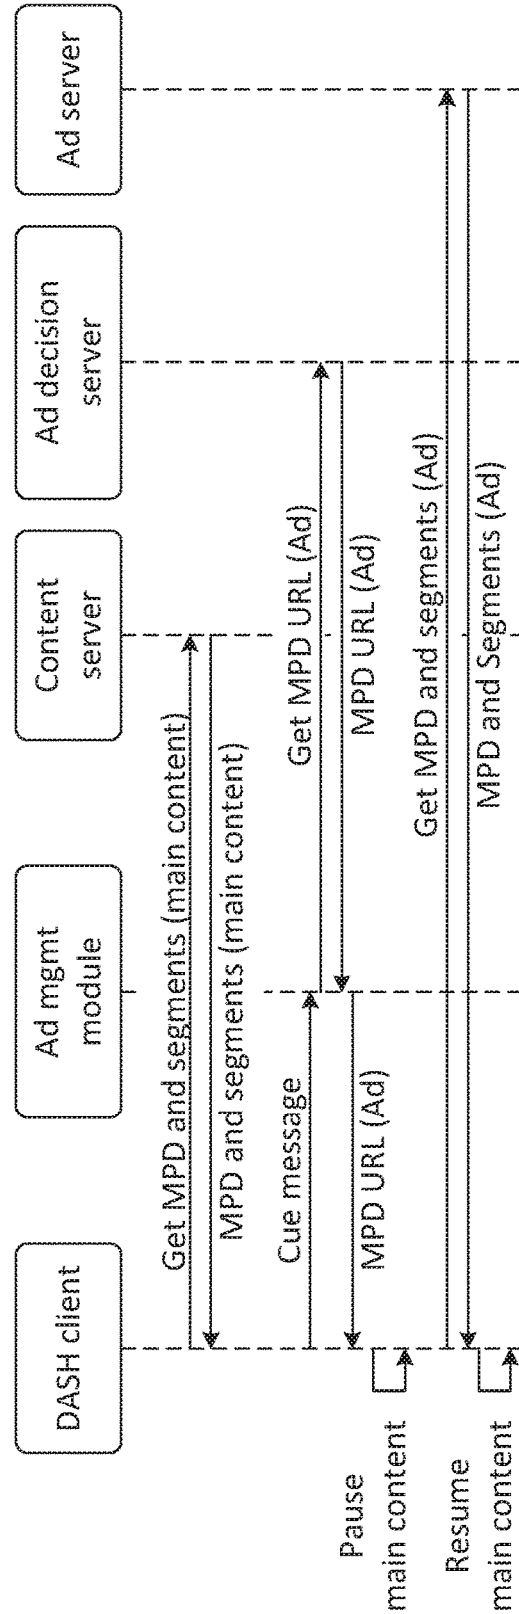 DASH client
Ad mgmt
module
Content
server
Ad decision
server
Ad server
Get MPD and segments (main content)
MPD and segments (main content)
Cue message
Get MPD URL (Ad)
MPD URL (Ad)
MPD URL (Ad)
Pause
main content
Get MPD and segments (Ad)
MPD and Segments (Ad)
Resume
main content